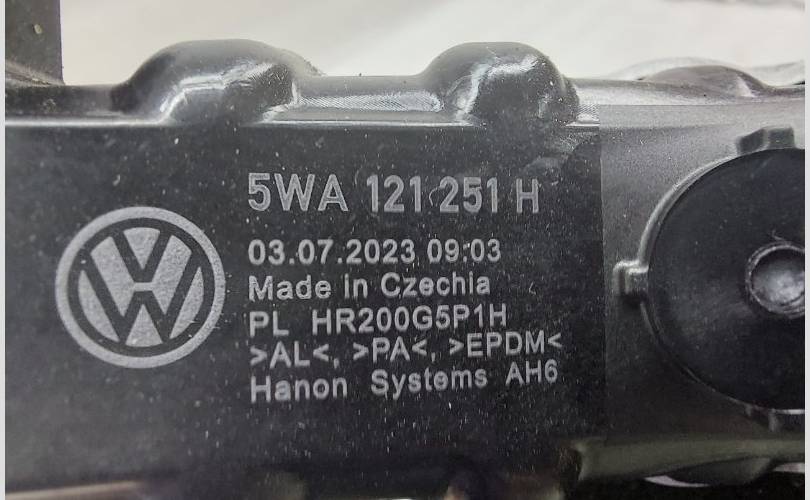 5WA 121 251 H
03.07.2023 09:03
Made in Czechia
PL HR200G5P1H
>AL<, >PA<, >EPDM<
Hanon Systems AH6